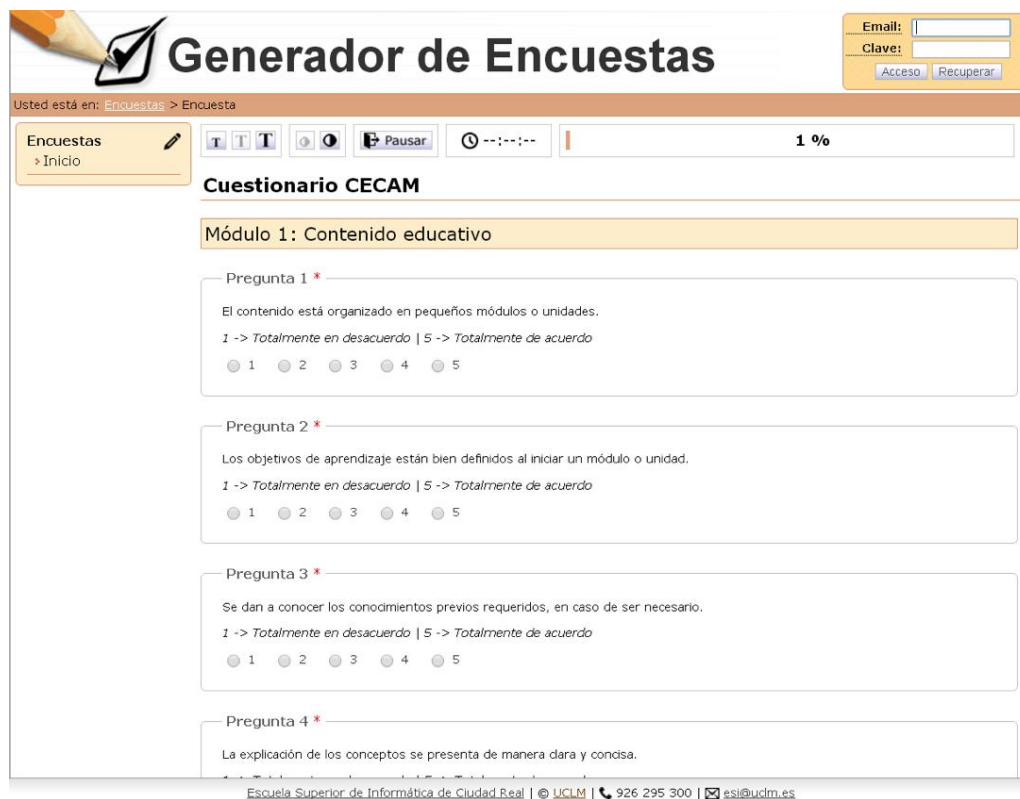 Generador de Encuestas
Email:
Clave:
Acceso Recuperar
Usted está en: Encuestas > Encuesta
Encuestas
Inicio
T T T Pausar --:--:-- 1 %
Cuestionario CECAM
Módulo 1: Contenido educativo
Pregunta 1 *
El contenido está organizado en pequeños módulos o unidades.
1 -> Totalmente en desacuerdo | 5 -> Totalmente de acuerdo
1 2 3 4 5
Pregunta 2 *
Los objetivos de aprendizaje están bien definidos al iniciar un módulo o unidad.
1 -> Totalmente en desacuerdo | 5 -> Totalmente de acuerdo
1 2 3 4 5
Pregunta 3 *
Se dan a conocer los conocimientos previos requeridos, en caso de ser necesario.
1 -> Totalmente en desacuerdo | 5 -> Totalmente de acuerdo
1 2 3 4 5
Pregunta 4 *
La explicación de los conceptos se presenta de manera clara y concisa.
Escuela Superior de Informática de Ciudad Real | © UCLM | 926 295 300 | esi@uclm.es